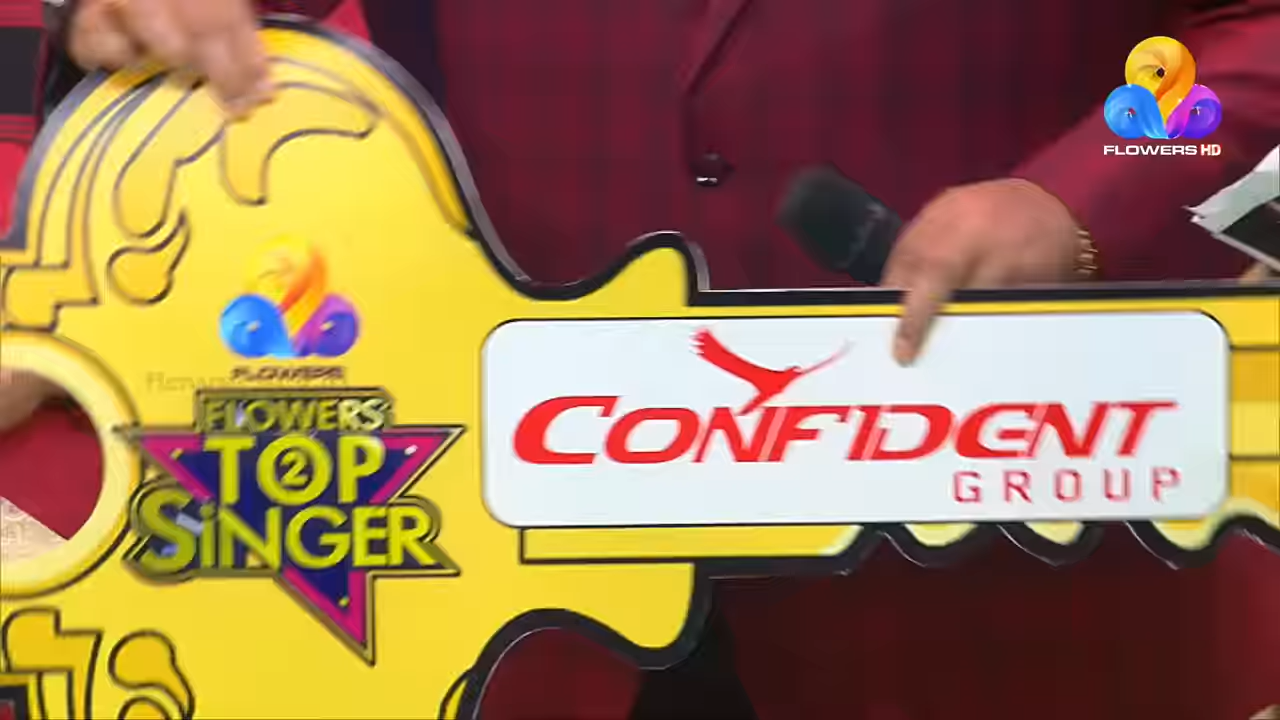 FLOWERS HD
FLOWERS
FLOWERS
TOP
2
SiNGER
CONFIDENT
GROUP